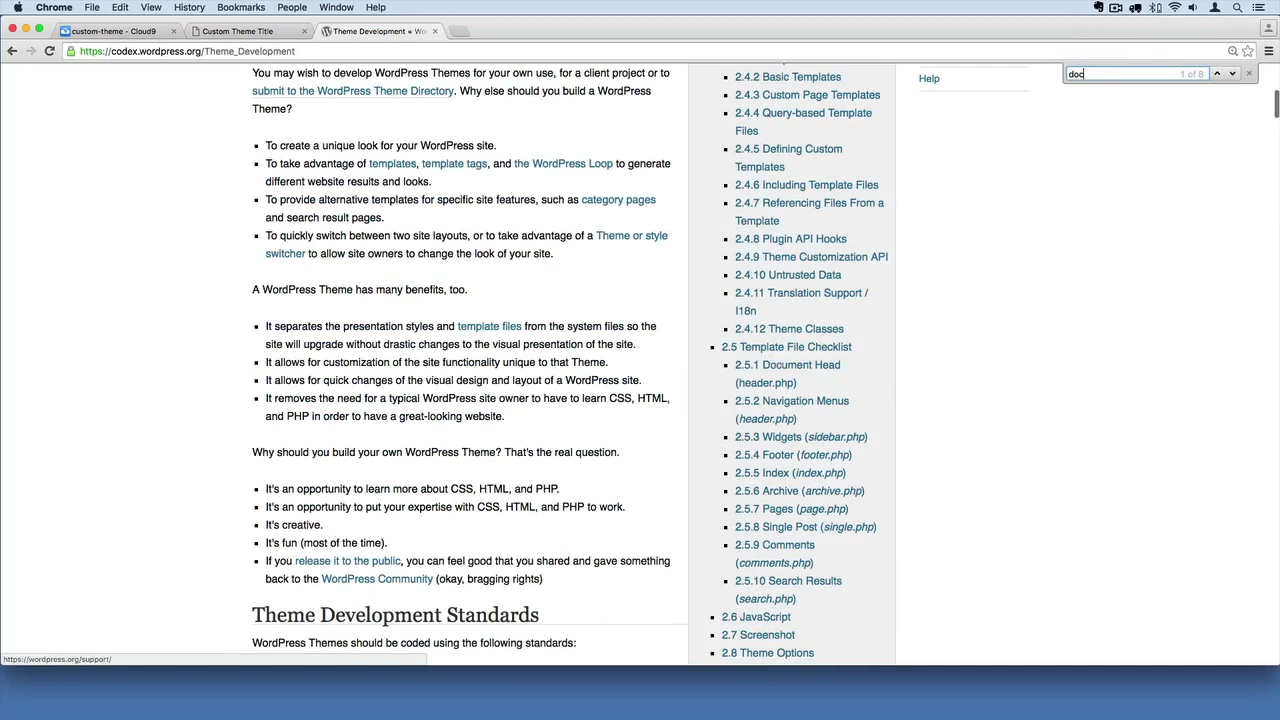 Chrome File Edit View History Bookmarks People Window Help
custom-theme - Cloud9 × Custom Theme Title × Theme Development « Wo ×
https://codex.wordpress.org/Theme_Development
doc 1 of 8
You may wish to develop WordPress Themes for your own use, for a client project or to
submit to the WordPress Theme Directory. Why else should you build a WordPress
Theme?
To create a unique look for your WordPress site.
To take advantage of templates, template tags, and the WordPress Loop to generate
different website results and looks.
To provide alternative templates for specific site features, such as category pages
and search result pages.
To quickly switch between two site layouts, or to take advantage of a Theme or style
switcher to allow site owners to change the look of your site.
A WordPress Theme has many benefits, too.
It separates the presentation styles and template files from the system files so the
site will upgrade without drastic changes to the visual presentation of the site.
It allows for customization of the site functionality unique to that Theme.
It allows for quick changes of the visual design and layout of a WordPress site.
It removes the need for a typical WordPress site owner to have to learn CSS, HTML,
and PHP in order to have a great-looking website.
Why should you build your own WordPress Theme? That's the real question.
It's an opportunity to learn more about CSS, HTML, and PHP.
It's an opportunity to put your expertise with CSS, HTML, and PHP to work.
It's creative.
It's fun (most of the time).
If you release it to the public, you can feel good that you shared and gave something
back to the WordPress Community (okay, bragging rights)
Theme Development Standards
WordPress Themes should be coded using the following standards:
2.4.2 Basic Templates
2.4.3 Custom Page Templates
2.4.4 Query-based Template
Files
2.4.5 Defining Custom
Templates
2.4.6 Including Template Files
2.4.7 Referencing Files From a
Template
2.4.8 Plugin API Hooks
2.4.9 Theme Customization API
2.4.10 Untrusted Data
2.4.11 Translation Support /
I18n
2.4.12 Theme Classes
2.5 Template File Checklist
2.5.1 Document Head
(header.php)
2.5.2 Navigation Menus
(header.php)
2.5.3 Widgets (sidebar.php)
2.5.4 Footer (footer.php)
2.5.5 Index (index.php)
2.5.6 Archive (archive.php)
2.5.7 Pages (page.php)
2.5.8 Single Post (single.php)
2.5.9 Comments
(comments.php)
2.5.10 Search Results
(search.php)
2.6 JavaScript
2.7 Screenshot
2.8 Theme Options
Help
https://wordpress.org/support/